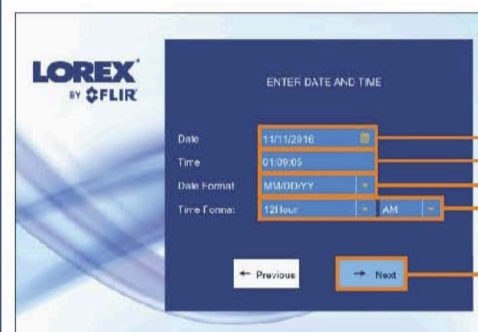 LOREX
BY FLIR
ENTER DATE AND TIME
Date 11/11/2016
Time 01:09:05
Date Format MM/DD/YY
Time Format 12Hour AM
← Previous → Next